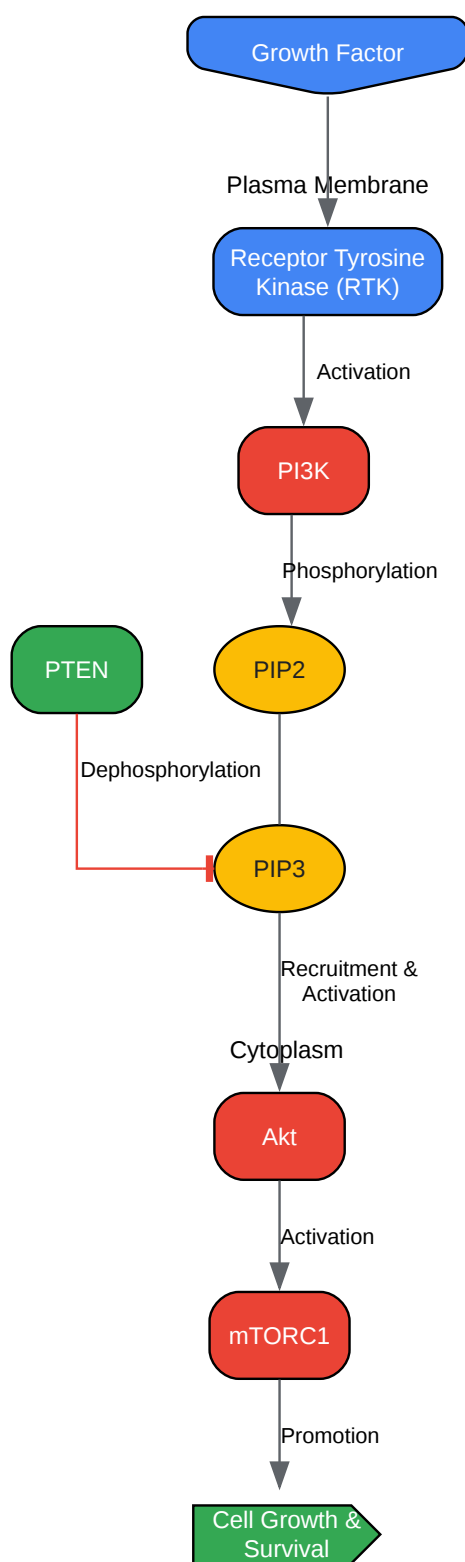 Growth Factor
Plasma Membrane
Receptor Tyrosine
Kinase (RTK)
Activation
PI3K
Phosphorylation
PTEN
PIP2
Dephosphorylation
PIP3
Recruitment &
Activation
Cytoplasm
Akt
Activation
mTORC1
Promotion
Cell Growth &
Survival